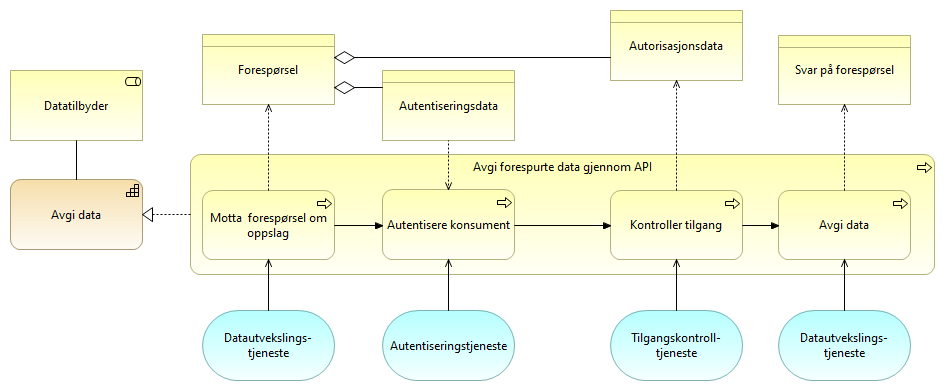 Autorisasjonsdata
Forespørsel
Svar på forespørsel
Datatilbyder
Autentiseringsdata
Avgi forespurte data gjennom API
Avgi data
Motta forespørsel om
oppslag
Autentisere konsument
Kontroller tilgang
Avgi data
Datautvekslings-
tjeneste
Autentiseringstjeneste
Tilgangskontroll-
tjeneste
Datautvekslings-
tjeneste